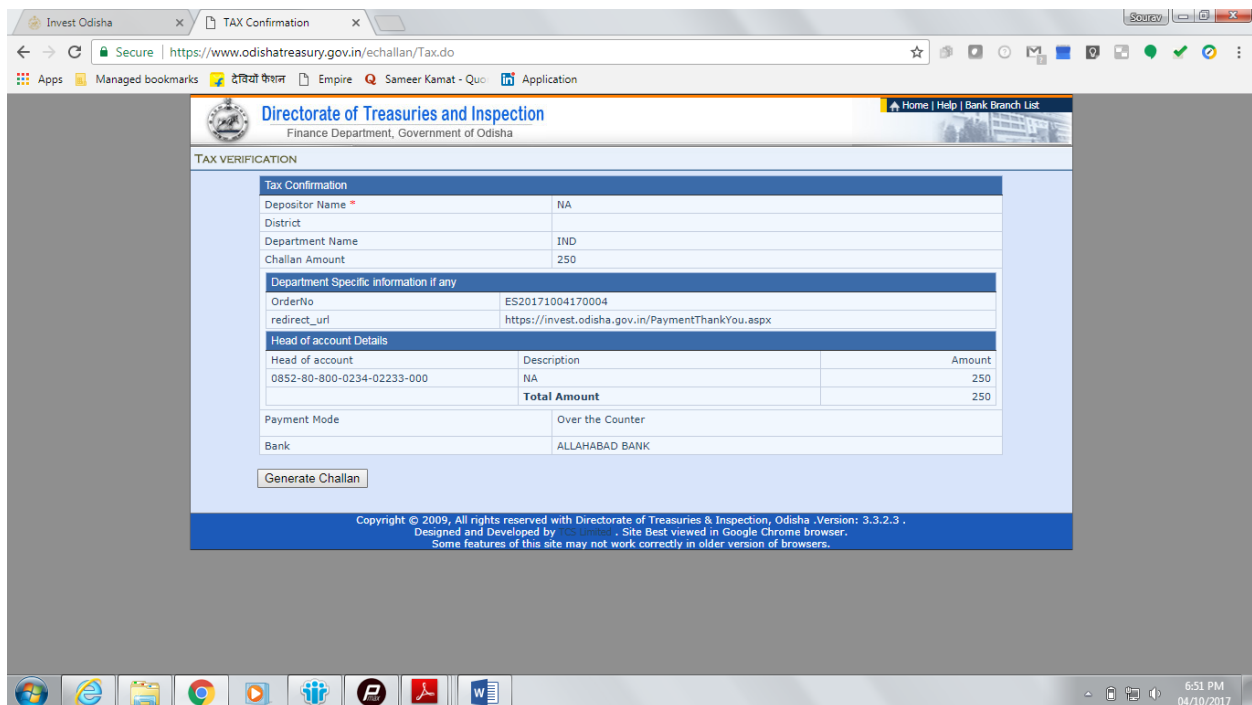 Invest Odisha
TAX Confirmation
Sourav
Secure | https://www.odishatreasury.gov.in/echallan/Tax.do
Apps Managed bookmarks देवियों फैशन Empire Sameer Kamat - Quo Application
Directorate of Treasuries and Inspection
Finance Department, Government of Odisha
Home | Help | Bank Branch List
TAX VERIFICATION
Tax Confirmation
Depositor Name * NA
District
Department Name IND
Challan Amount 250
Department Specific information if any
OrderNo ES20171004170004
redirect_url https://invest.odisha.gov.in/PaymentThankYou.aspx
Head of account Details
Head of account Description Amount
0852-80-800-0234-02233-000 NA 250
Total Amount 250
Payment Mode Over the Counter
Bank ALLAHABAD BANK
Generate Challan
Copyright © 2009, All rights reserved with Directorate of Treasuries & Inspection, Odisha .Version: 3.3.2.3 .
Designed and Developed by TCS Limited . Site Best viewed in Google Chrome browser.
Some features of this site may not work correctly in older version of browsers.
6:51 PM
04/10/2017